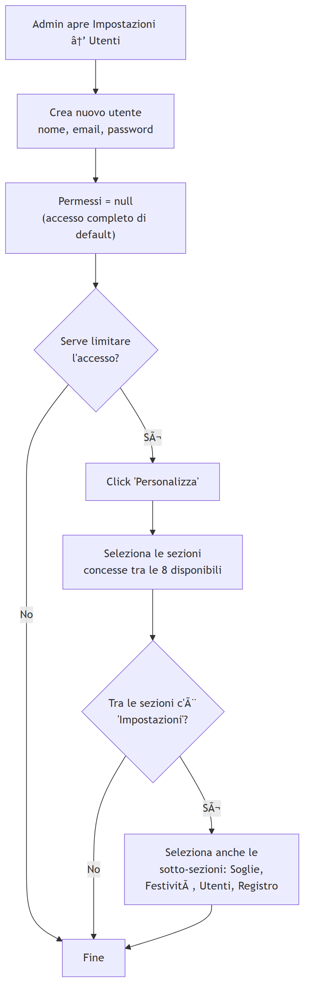 Admin apre Impostazioni
â†’ Utenti
Crea nuovo utente
nome, email, password
Permessi = null
(accesso completo di
default)
Serve limitare
l'accesso?
SÃ¬
Click 'Personalizza'
Seleziona le sezioni
concesse tra le 8 disponibili
No
Tra le sezioni c'Ã¨
'Impostazioni'?
SÃ¬
Seleziona anche le
sotto-sezioni: Soglie,
FestivitÃ , Utenti, Registro
No
Fine